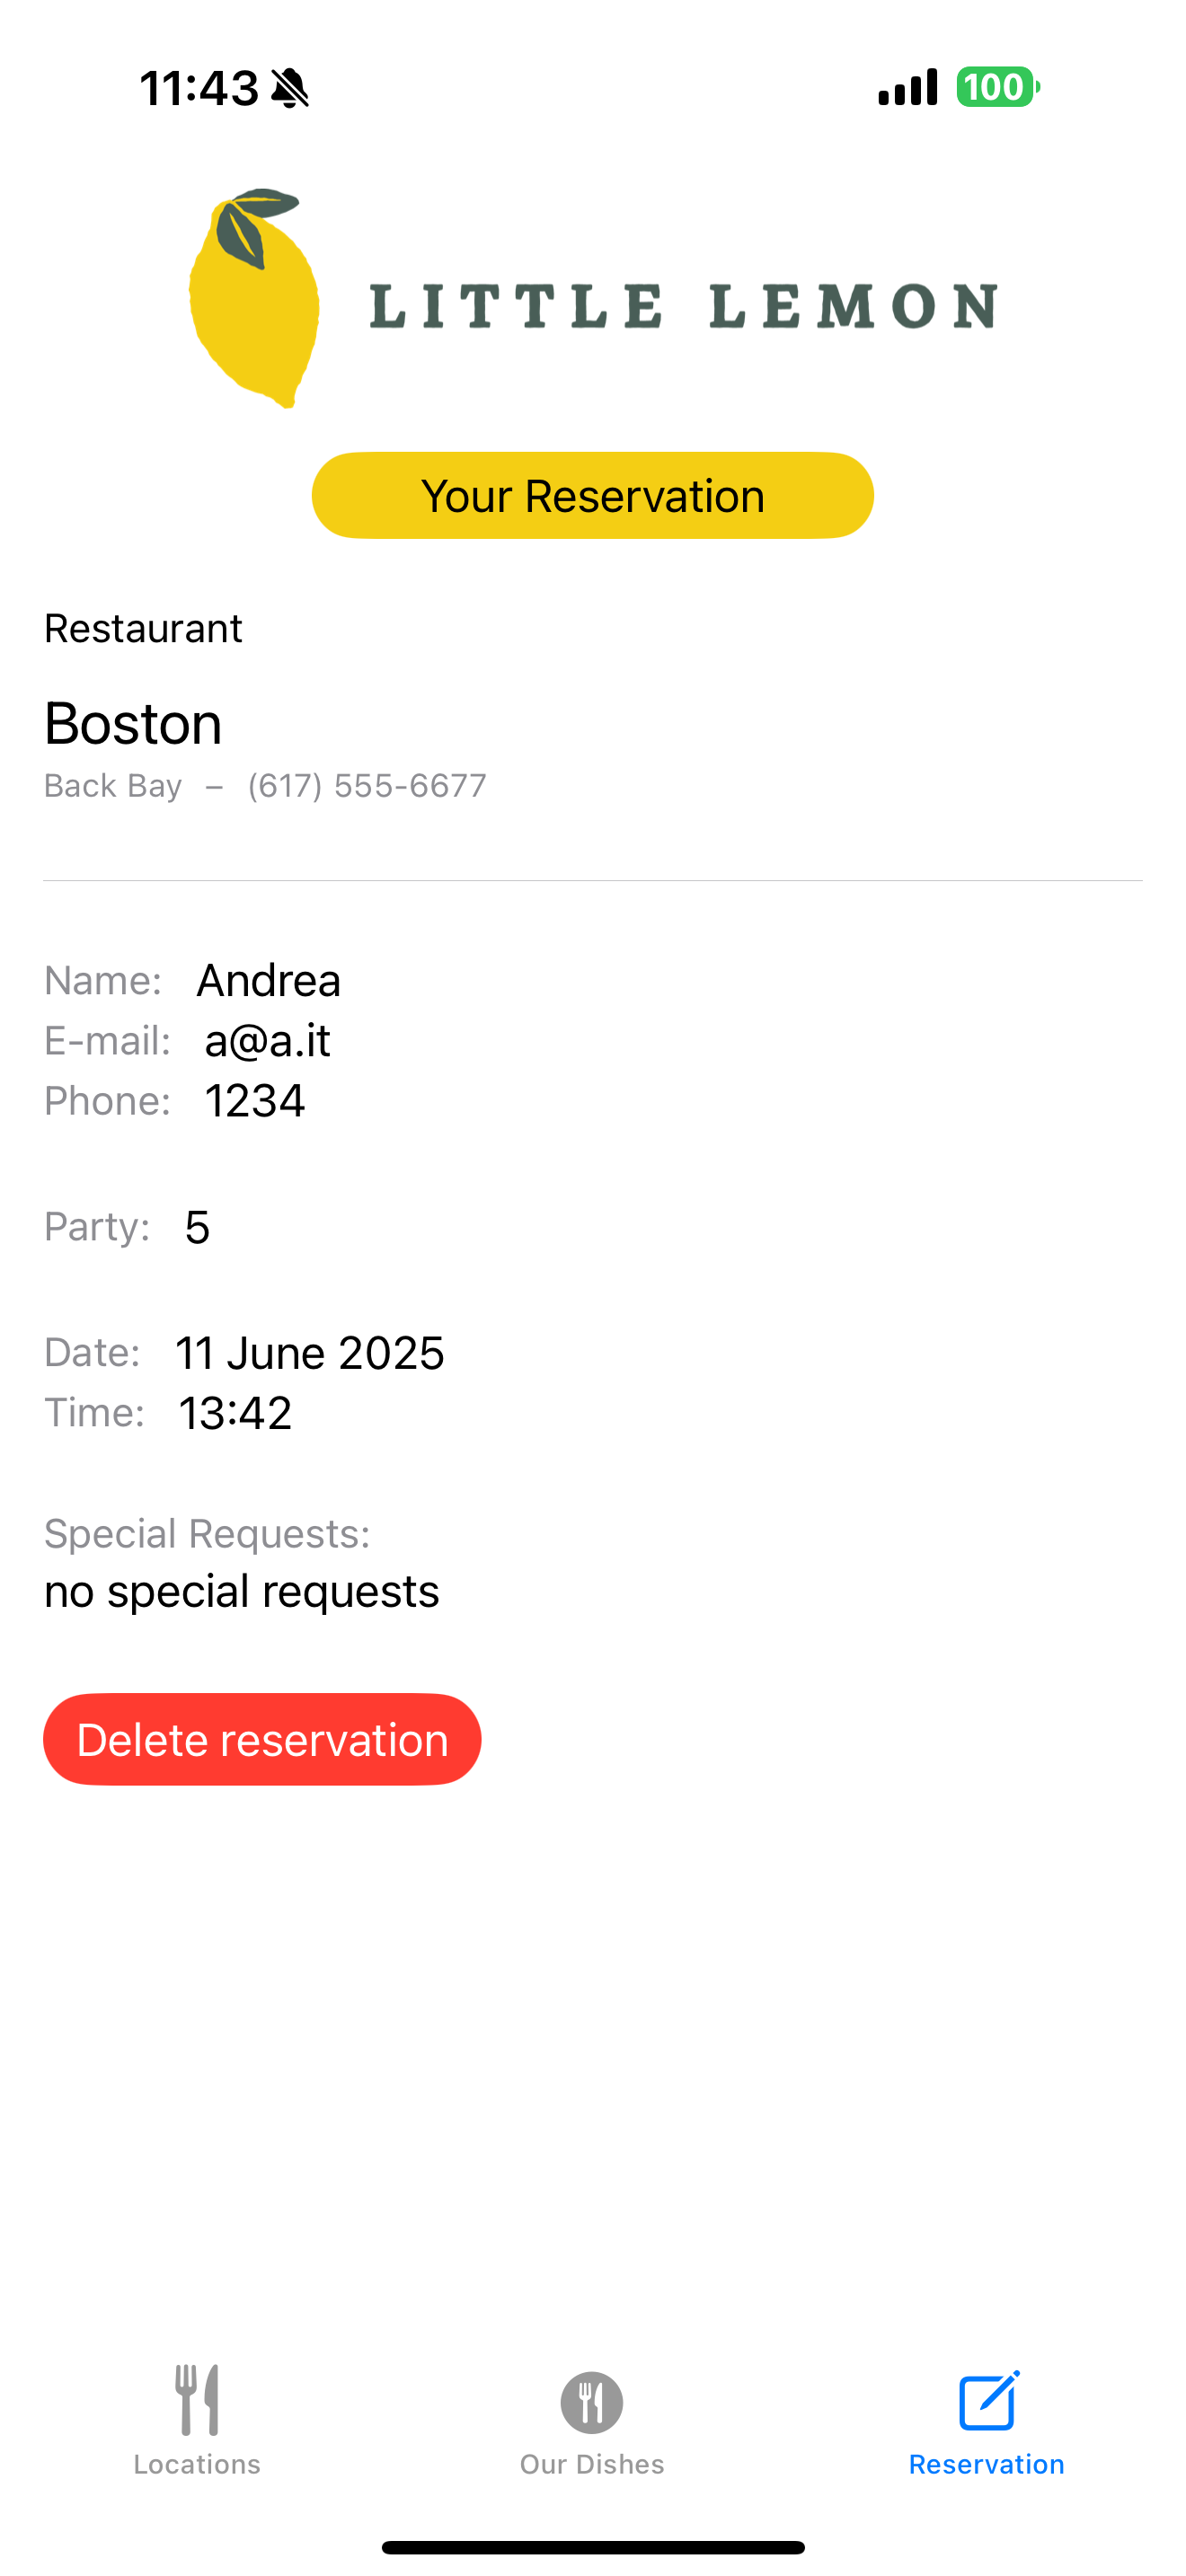 11:43
100
LITTLE LEMON
Your Reservation
Restaurant
Boston
Back Bay – (617) 555-6677
Name: Andrea
E-mail: a@a.it
Phone: 1234
Party: 5
Date: 11 June 2025
Time: 13:42
Special Requests:
no special requests
Delete reservation
Locations Our Dishes Reservation